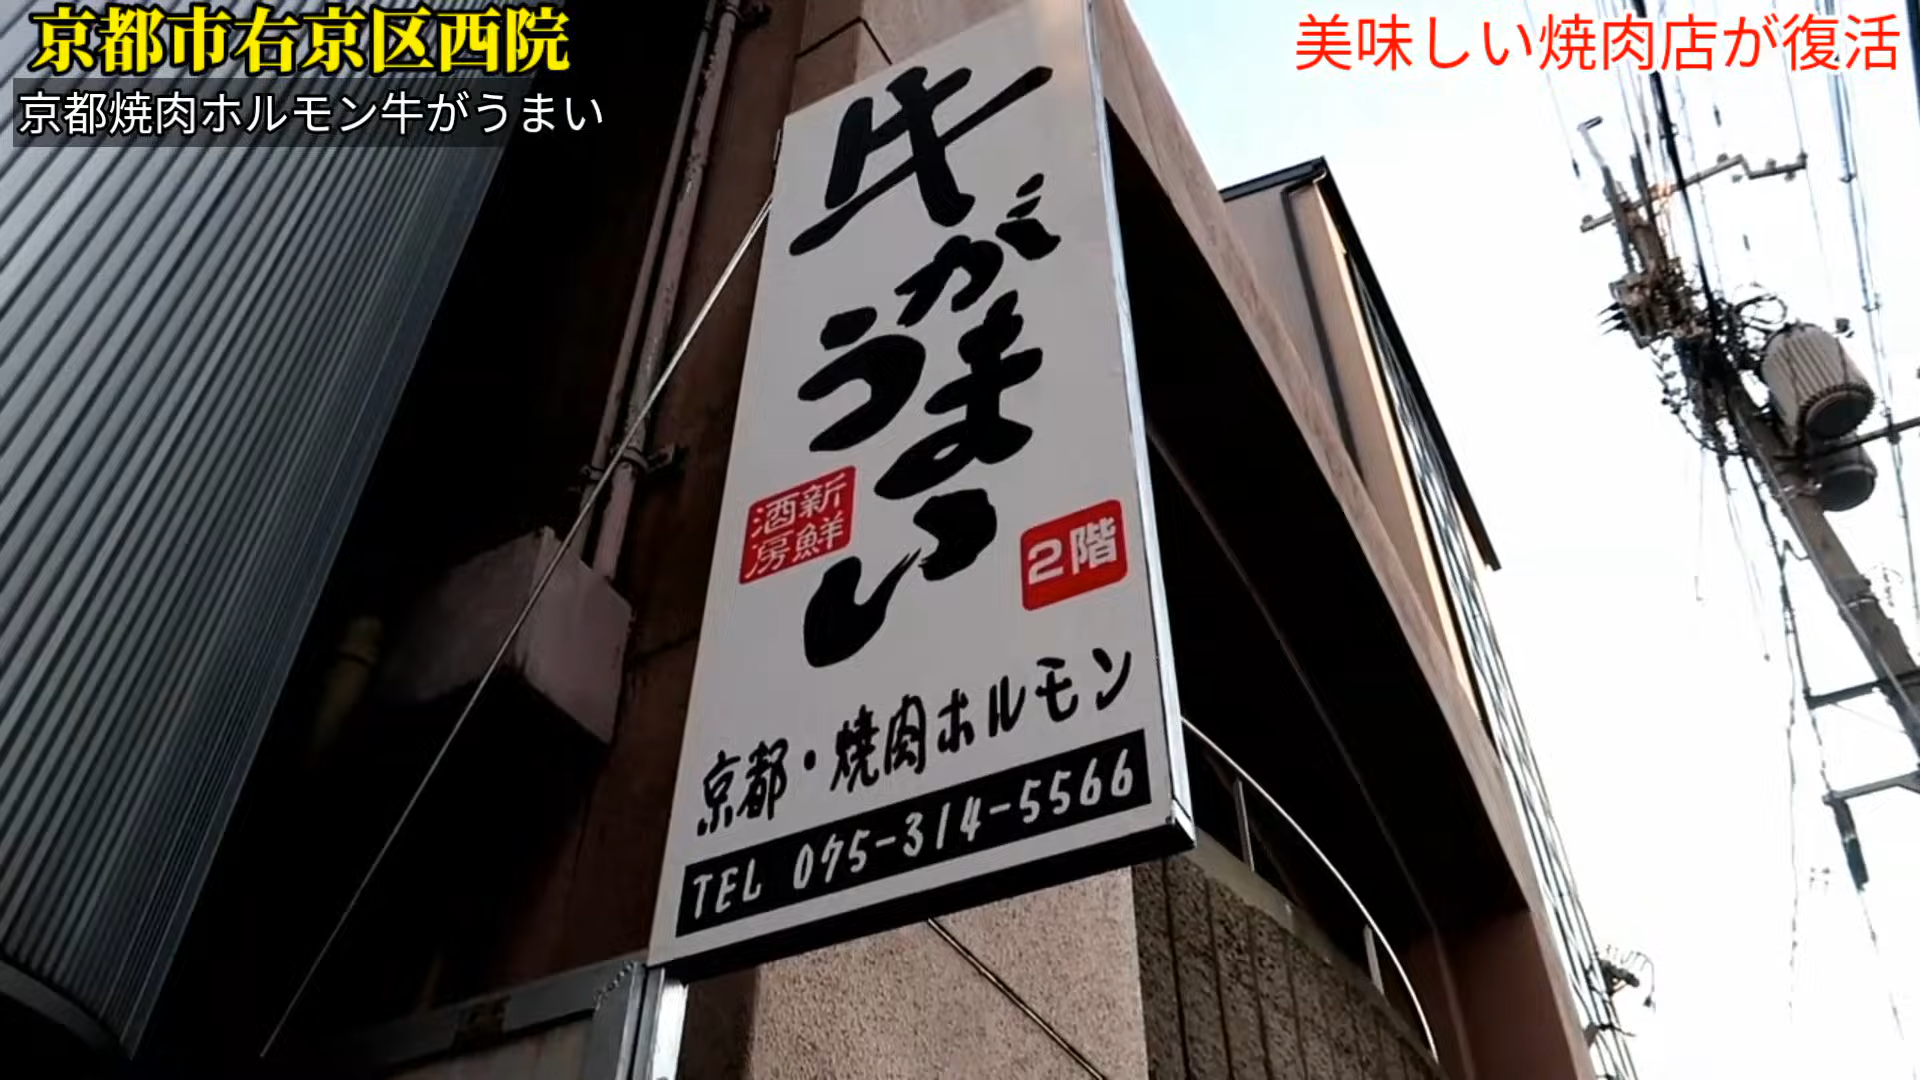 京都市右京区西院
京都焼肉ホルモン牛がうまい
美味しい焼肉店が復活
牛がうまい
新鮮
酒房
2階
京都・焼肉ホルモン
TEL 075-314-5566